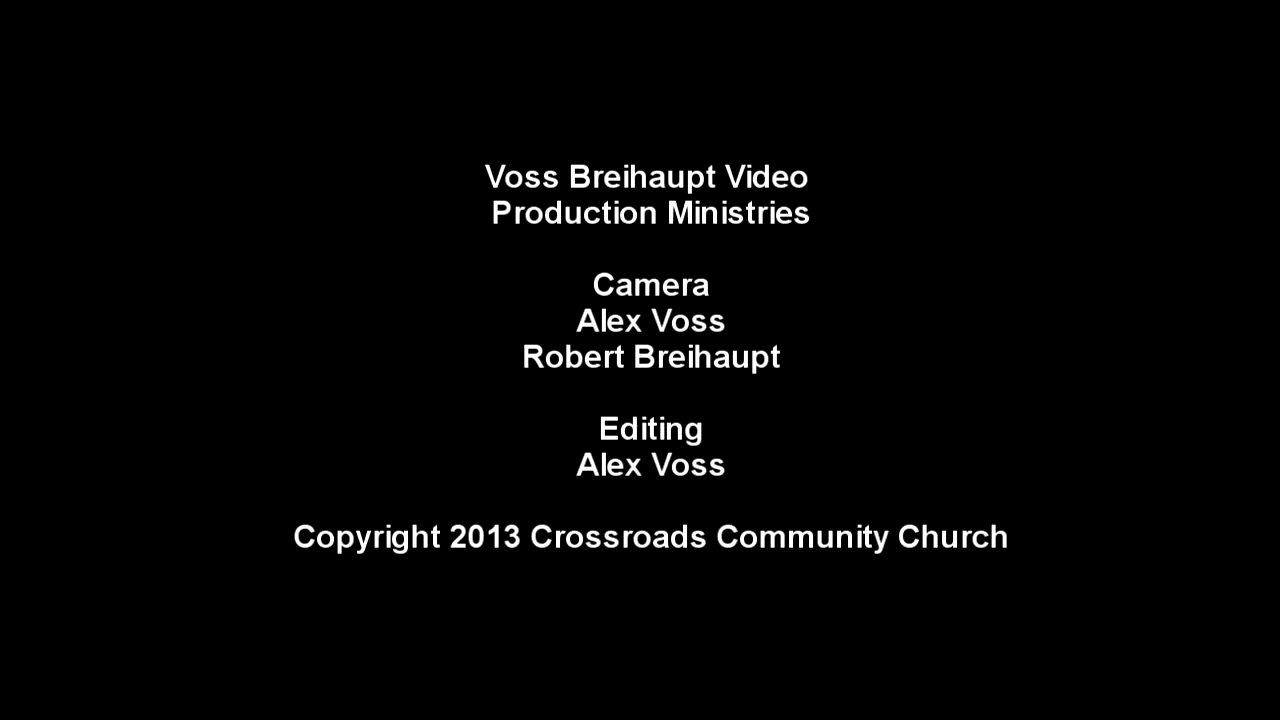 Voss Breihaupt Video
Production Ministries
Camera
Alex Voss
Robert Breihaupt
Editing
Alex Voss
Copyright 2013 Crossroads Community Church